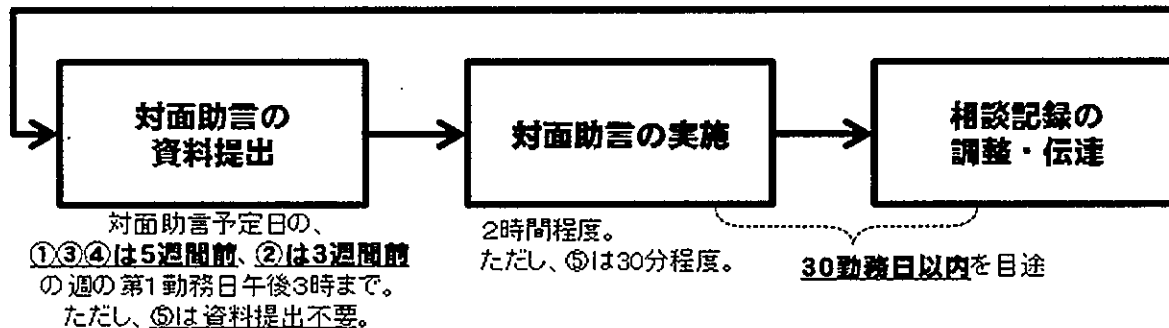 対面助言の
資料提出
対面助言予定日の、
①③④は5週間前、②は3週間前
の週の第1勤務日午後3時まで。
ただし、⑤は資料提出不要。
対面助言の実施
2時間程度。
ただし、⑤は30分程度。
相談記録の
調整・伝達
30勤務日以内を目途